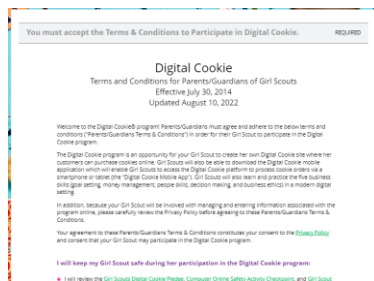 You must accept the Terms & Conditions to Participate in Digital Cookie. REQUIRED
Digital Cookie
Terms and Conditions for Parents/Guardians of Girl Scouts
Effective July 30, 2014
Updated August 10, 2022
Welcome to the Digital Cookie® program! Parents/Guardians must agree and adhere to the below terms and
conditions ("Parents/Guardians Terms & Conditions") in order for their Girl Scout to participate in the Digital
Cookie program.
The Digital Cookie program is an opportunity for your Girl Scout to create her own Digital Cookie site where her
customers can purchase cookies online. Girl Scouts will also be able to download the Digital Cookie mobile
application which will enable Girl Scouts to access the Digital Cookie platform to process cookie orders via a
smartphone or tablet (the "Digital Cookie Mobile App"). Girl Scouts will also learn and practice the five business
skills (goal setting, money management, people skills, decision making, and business ethics) in a modern digital
setting.
In addition, because your Girl Scout will be involved with managing and entering information associated with the
program online, please carefully review the Privacy Policy before agreeing to these Parents/Guardians Terms &
Conditions.
Your agreement to these Parents/Guardians Terms & Conditions constitutes your consent to the Privacy Policy
and consent that your Girl Scout may participate in the Digital Cookie program.
I will keep my Girl Scout safe during her participation in the Digital Cookie program:
I will review the Girl Scouts Digital Cookie Pledge, Computer Online Safety Activity Checkpoint, and Girl Scout